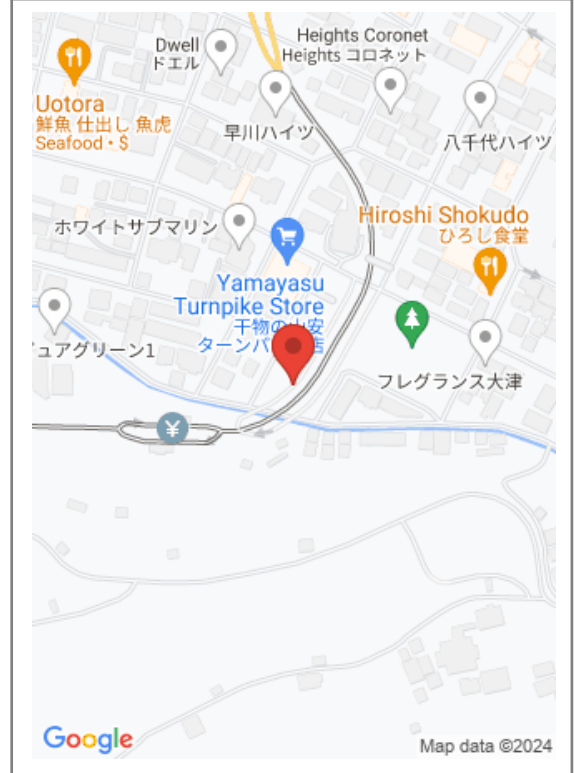 Heights Coronet
Heights コロネット
Dwell
ドエル
Uotora
鮮魚 仕出し 魚虎
Seafood・$
早川ハイツ
八千代ハイツ
ホワイトサブマリン
Hiroshi Shokudo
ひろし食堂
Yamayasu
Turnpike Store
干物の山安
ターンパ
店
ュアグリーン1
フレグランス大津
¥
Google
Map data ©2024